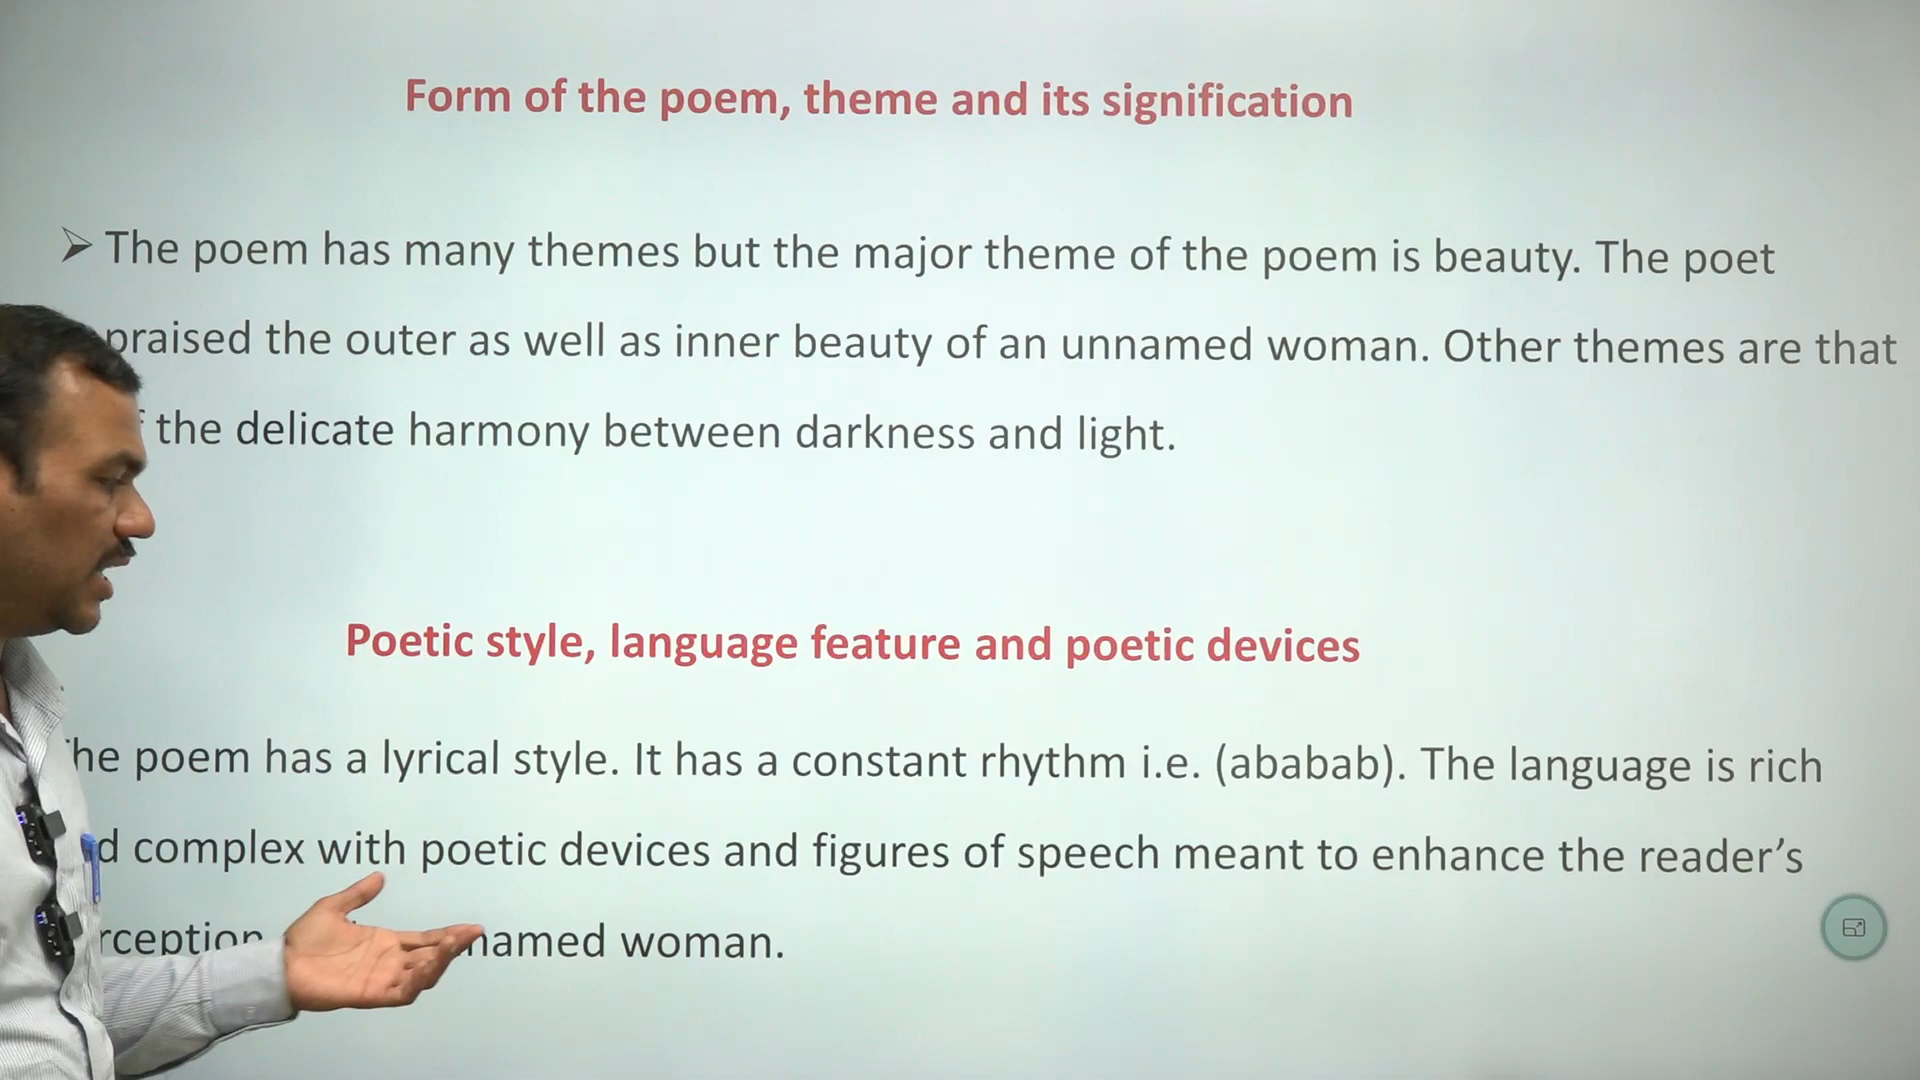 Form of the poem, theme and its signification
The poem has many themes but the major theme of the poem is beauty. The poet
praised the outer as well as inner beauty of an unnamed woman. Other themes are that
the delicate harmony between darkness and light.
Poetic style, language feature and poetic devices
poem has a lyrical style. It has a constant rhythm i.e. (ababab). The language is rich
complex with poetic devices and figures of speech meant to enhance the reader's
woman.